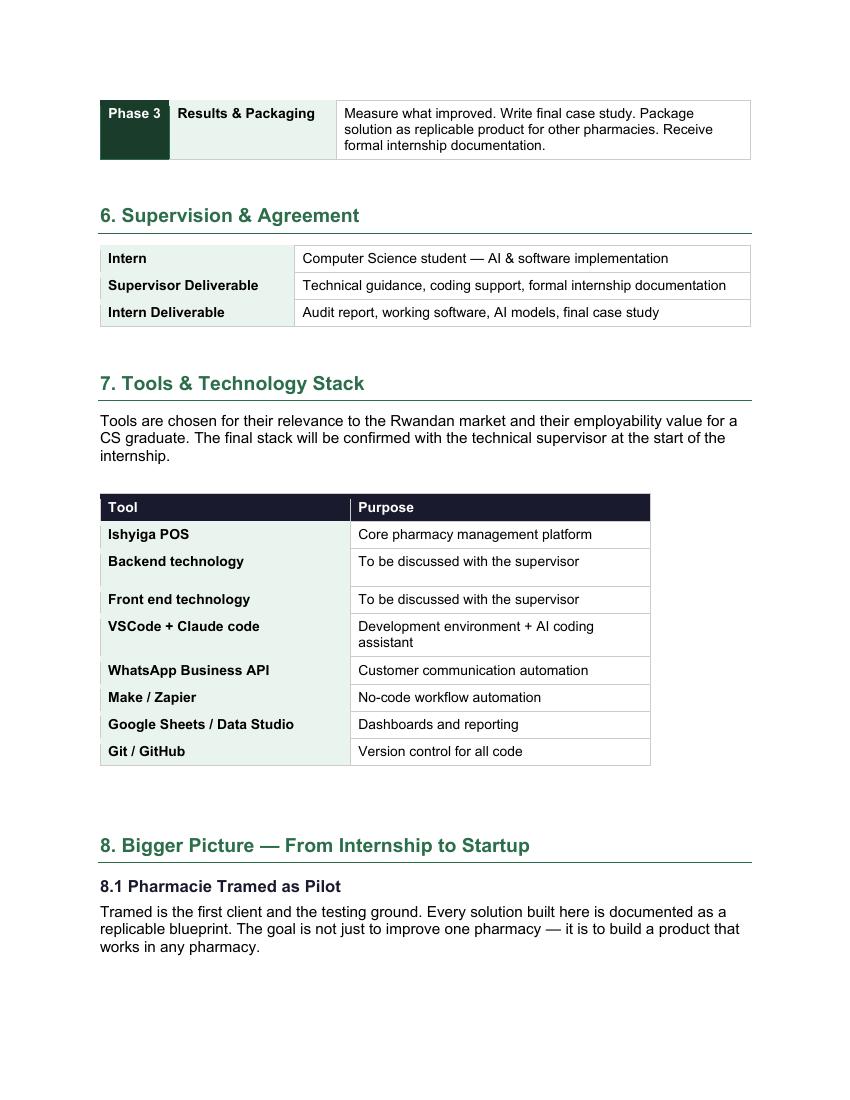 Phase 3 Results & Packaging Measure what improved. Write final case study. Package
solution as replicable product for other pharmacies. Receive
formal internship documentation.
6. Supervision & Agreement
Intern Computer Science student — AI & software implementation
Supervisor Deliverable Technical guidance, coding support, formal internship documentation
Intern Deliverable Audit report, working software, AI models, final case study
7. Tools & Technology Stack
Tools are chosen for their relevance to the Rwandan market and their employability value for a
CS graduate. The final stack will be confirmed with the technical supervisor at the start of the
internship.
Tool Purpose
Ishyiga POS Core pharmacy management platform
Backend technology To be discussed with the supervisor
Front end technology To be discussed with the supervisor
VSCode + Claude code Development environment + AI coding
assistant
WhatsApp Business API Customer communication automation
Make / Zapier No-code workflow automation
Google Sheets / Data Studio Dashboards and reporting
Git / GitHub Version control for all code
8. Bigger Picture — From Internship to Startup
8.1 Pharmacie Tramed as Pilot
Tramed is the first client and the testing ground. Every solution built here is documented as a
replicable blueprint. The goal is not just to improve one pharmacy — it is to build a product that
works in any pharmacy.